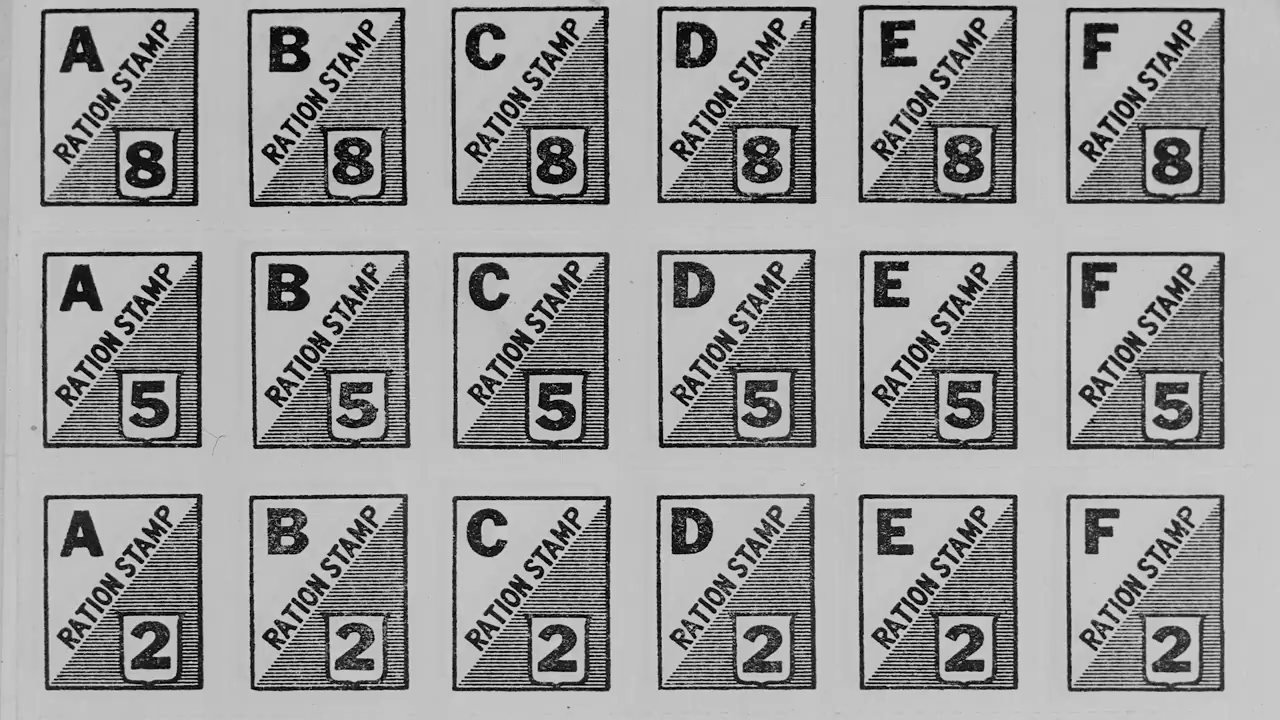 A RATION STAMP 8
B RATION STAMP 8
C RATION STAMP 8
D RATION STAMP 8
E RATION STAMP 8
F RATION STAMP 8
A RATION STAMP 5
B RATION STAMP 5
C RATION STAMP 5
D RATION STAMP 5
E RATION STAMP 5
F RATION STAMP 5
A RATION STAMP 2
B RATION STAMP 2
C RATION STAMP 2
D RATION STAMP 2
E RATION STAMP 2
F RATION STAMP 2